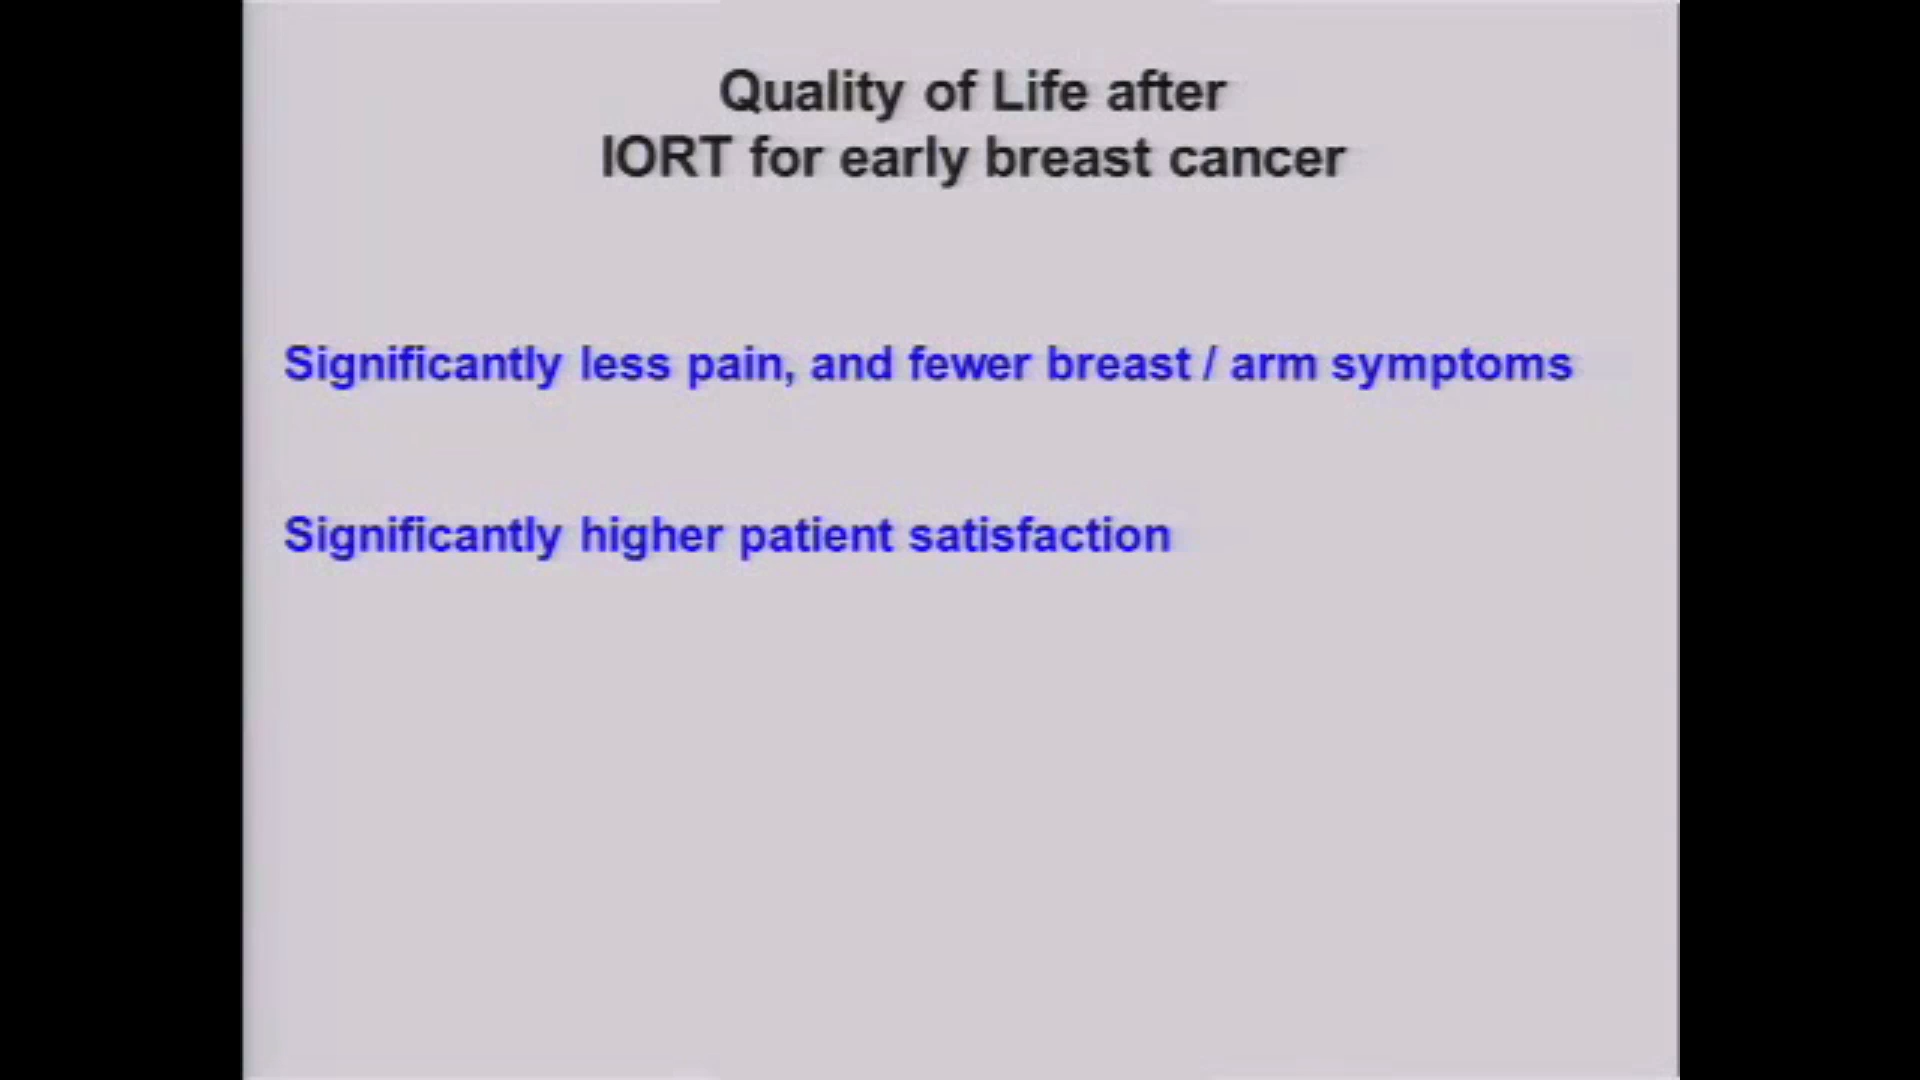 Quality of Life after
IORT for early breast cancer
Significantly less pain, and fewer breast / arm symptoms
Significantly higher patient satisfaction